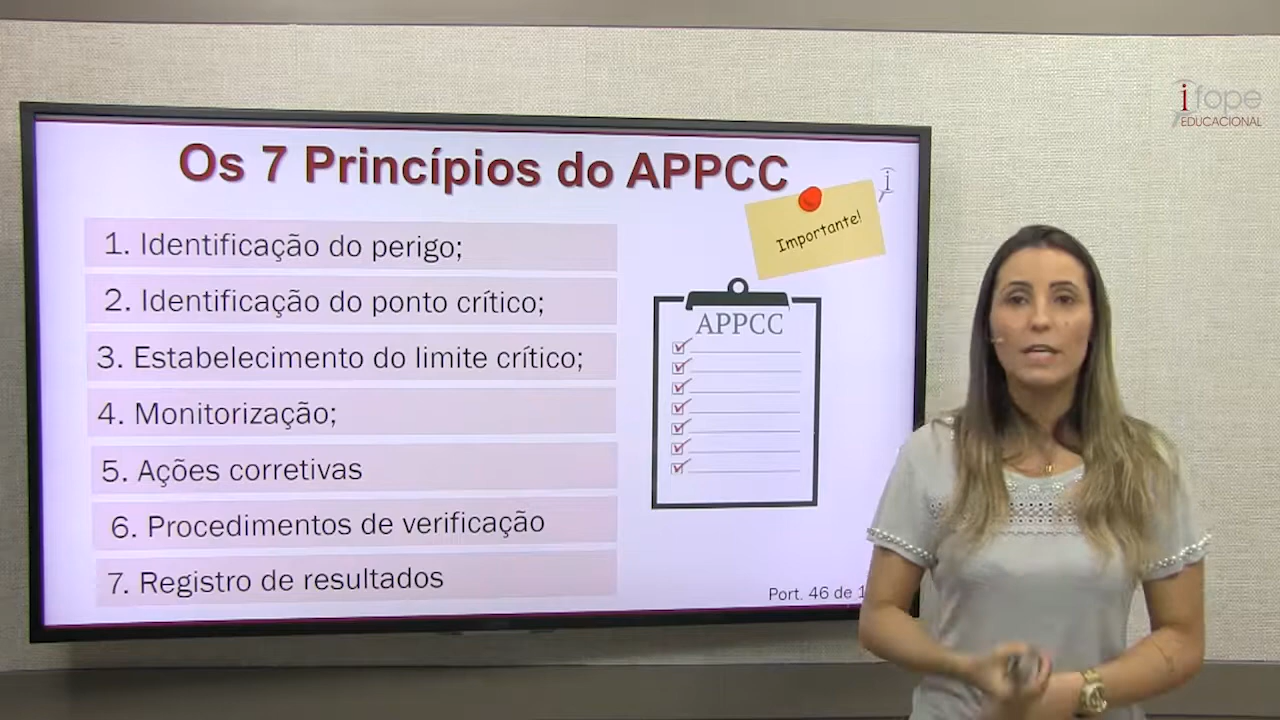 ifope
EDUCACIONAL
Os 7 Princípios do APPCC
Importante!
1. Identificação do perigo;
2. Identificação do ponto crítico;
3. Estabelecimento do limite crítico;
4. Monitorização;
5. Ações corretivas
6. Procedimentos de verificação
7. Registro de resultados
APPCC
Port. 46 de 1